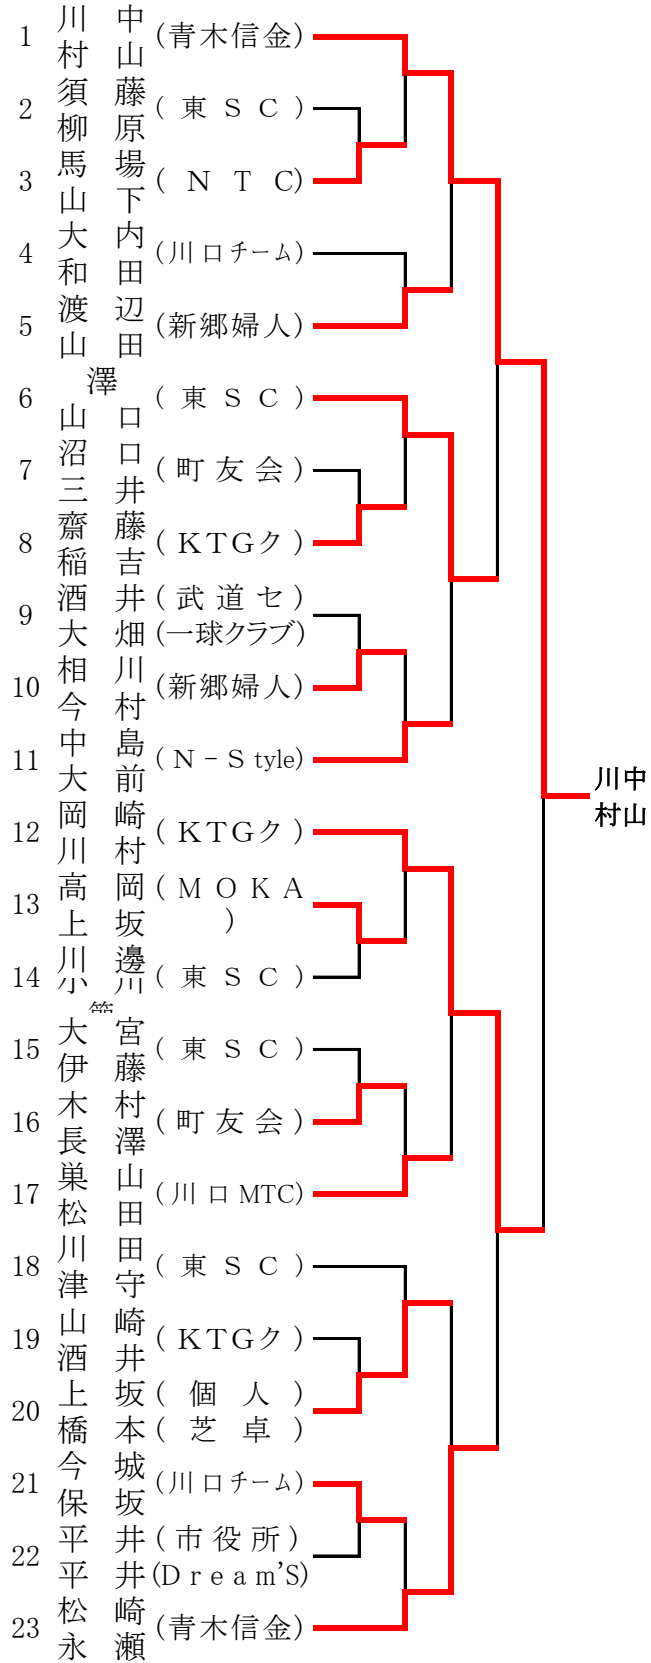 川　中
1 (青木信金)
村　山
須　藤
2 ( 東 S C )
柳　原
馬　場
3 ( N T C)
山　下
大　内
4 (川口チーム)
和　田
渡　辺
5 (新郷婦人)
山　田
澤
6 ( 東 S C )
山　口
沼　口
7 ( 町 友 会 )
三　井
齋　藤
8 ( KTGク )
稲　吉
酒　井 ( 武 道 セ )
9
大　畑 (一球クラブ)
相　川
10 (新郷婦人)
今　村
中　島
11 ( N - S tyle)
大　前
岡　崎
12 ( KTGク )
川　村
高　岡 ( M O K A
13
上　坂 )
川　邊
14 小　川 ( 東 S C )
大　宮
15 ( 東 S C )
伊　藤
木　村
16 ( 町 友 会 )
長　澤
巣　山
17 (川 口 MTC)
松　田
川　田
18 ( 東 S C )
津　守
山　崎
19 ( KTGク )
酒　井
上　坂 ( 個 人 )
20
橋　本 ( 芝 卓 )
今　城
21 (川口チーム)
保　坂
平　井 ( 市 役 所 )
22
平　井 (D r e a m'S)
松　崎
23 (青木信金)
永　瀬
川中
村山